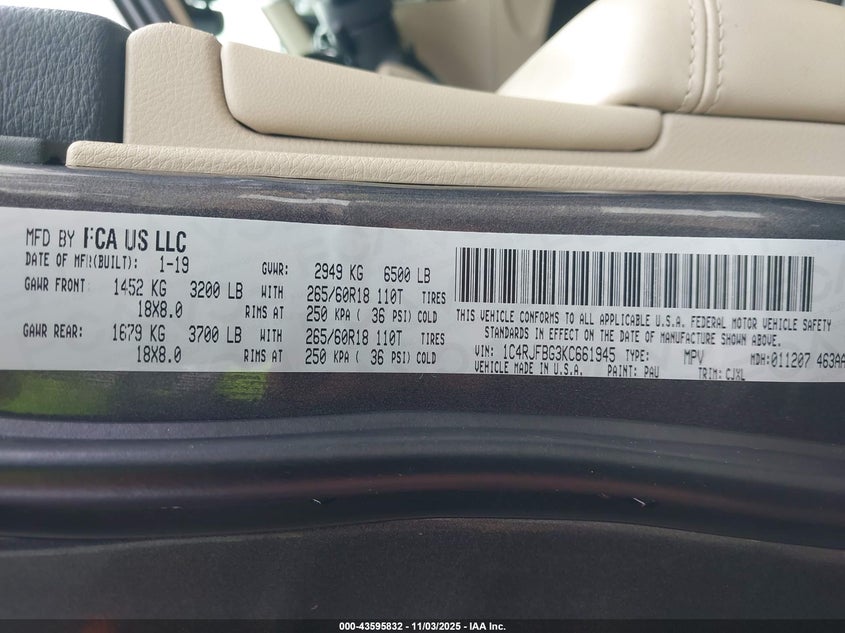 MFD BY FCA US LLC
DATE OF MFR(BUILT): 1-19 GVWR: 2949 KG 6500 LB
GAWR FRONT: 1452 KG 3200 LB WITH 265/60R18 110T TIRES
18X8.0 RIMS AT 250 KPA ( 36 PSI) COLD
GAWR REAR: 1679 KG 3700 LB WITH 265/60R18 110T TIRES
18X8.0 RIMS AT 250 KPA ( 36 PSI) COLD
THIS VEHICLE CONFORMS TO ALL APPLICABLE U.S.A. FEDERAL MOTOR VEHICLE SAFETY
STANDARDS IN EFFECT ON THE DATE OF MANUFACTURE SHOWN ABOVE.
VIN: 1C4RJFBG3KC661945 TYPE: MPV MDH: 011207 463AA
VEHICLE MADE IN U.S.A. PAINT: PAU TRIM: CJXL
000-43595832 - 11/03/2025 - IAA Inc.